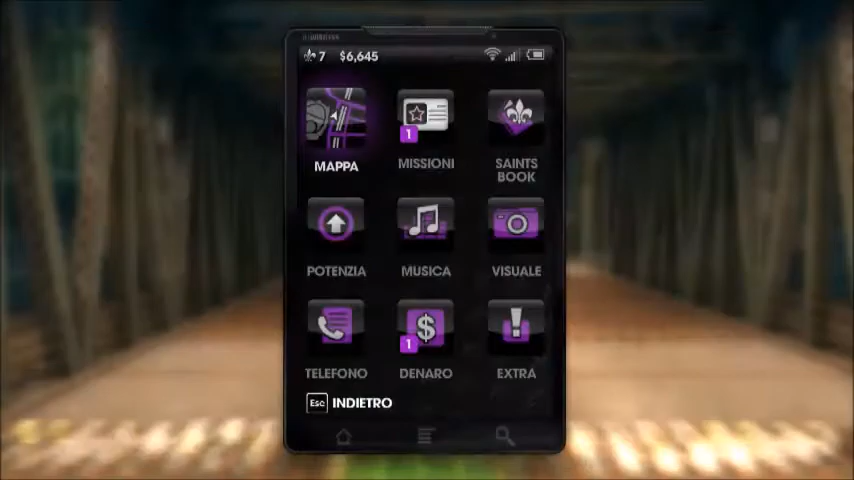 7 $6,645
MAPPA
1
MISSIONI
SAINTS
BOOK
POTENZIA
MUSICA
VISUALE
TELEFONO
1
DENARO
EXTRA
Esc INDIETRO